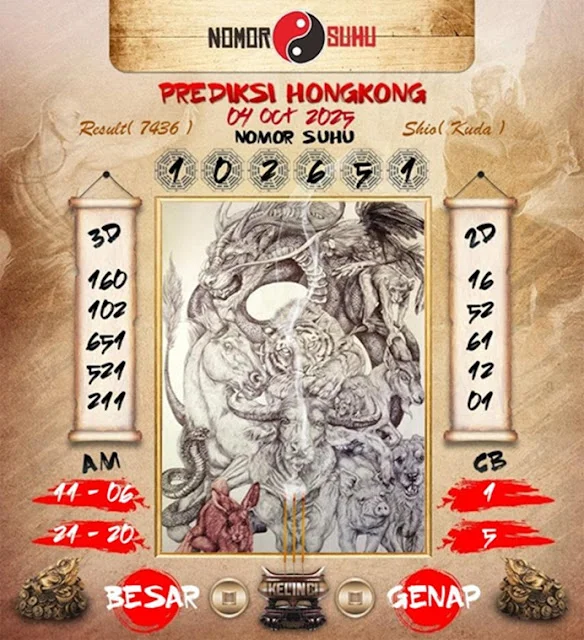 NOMOR SUHU
PREDIKSI HONGKONG
04 OCT 2025
Result( 7436 )
NOMOR SUHU
Shio( Kuda )
1 0 2 6 5 1
3D
160
102
651
521
211
2D
16
52
61
12
01
AM
11 - 06
21 - 20
CB
1
5
BESAR
KELINCI
GENAP